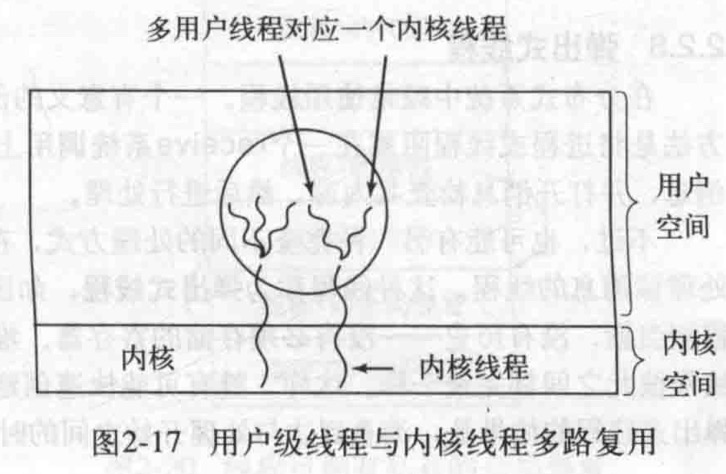 多用户线程对应一个内核线程
用户
空间
内核
内核线程
内核
空间
图2-17 用户级线程与内核线程多路复用